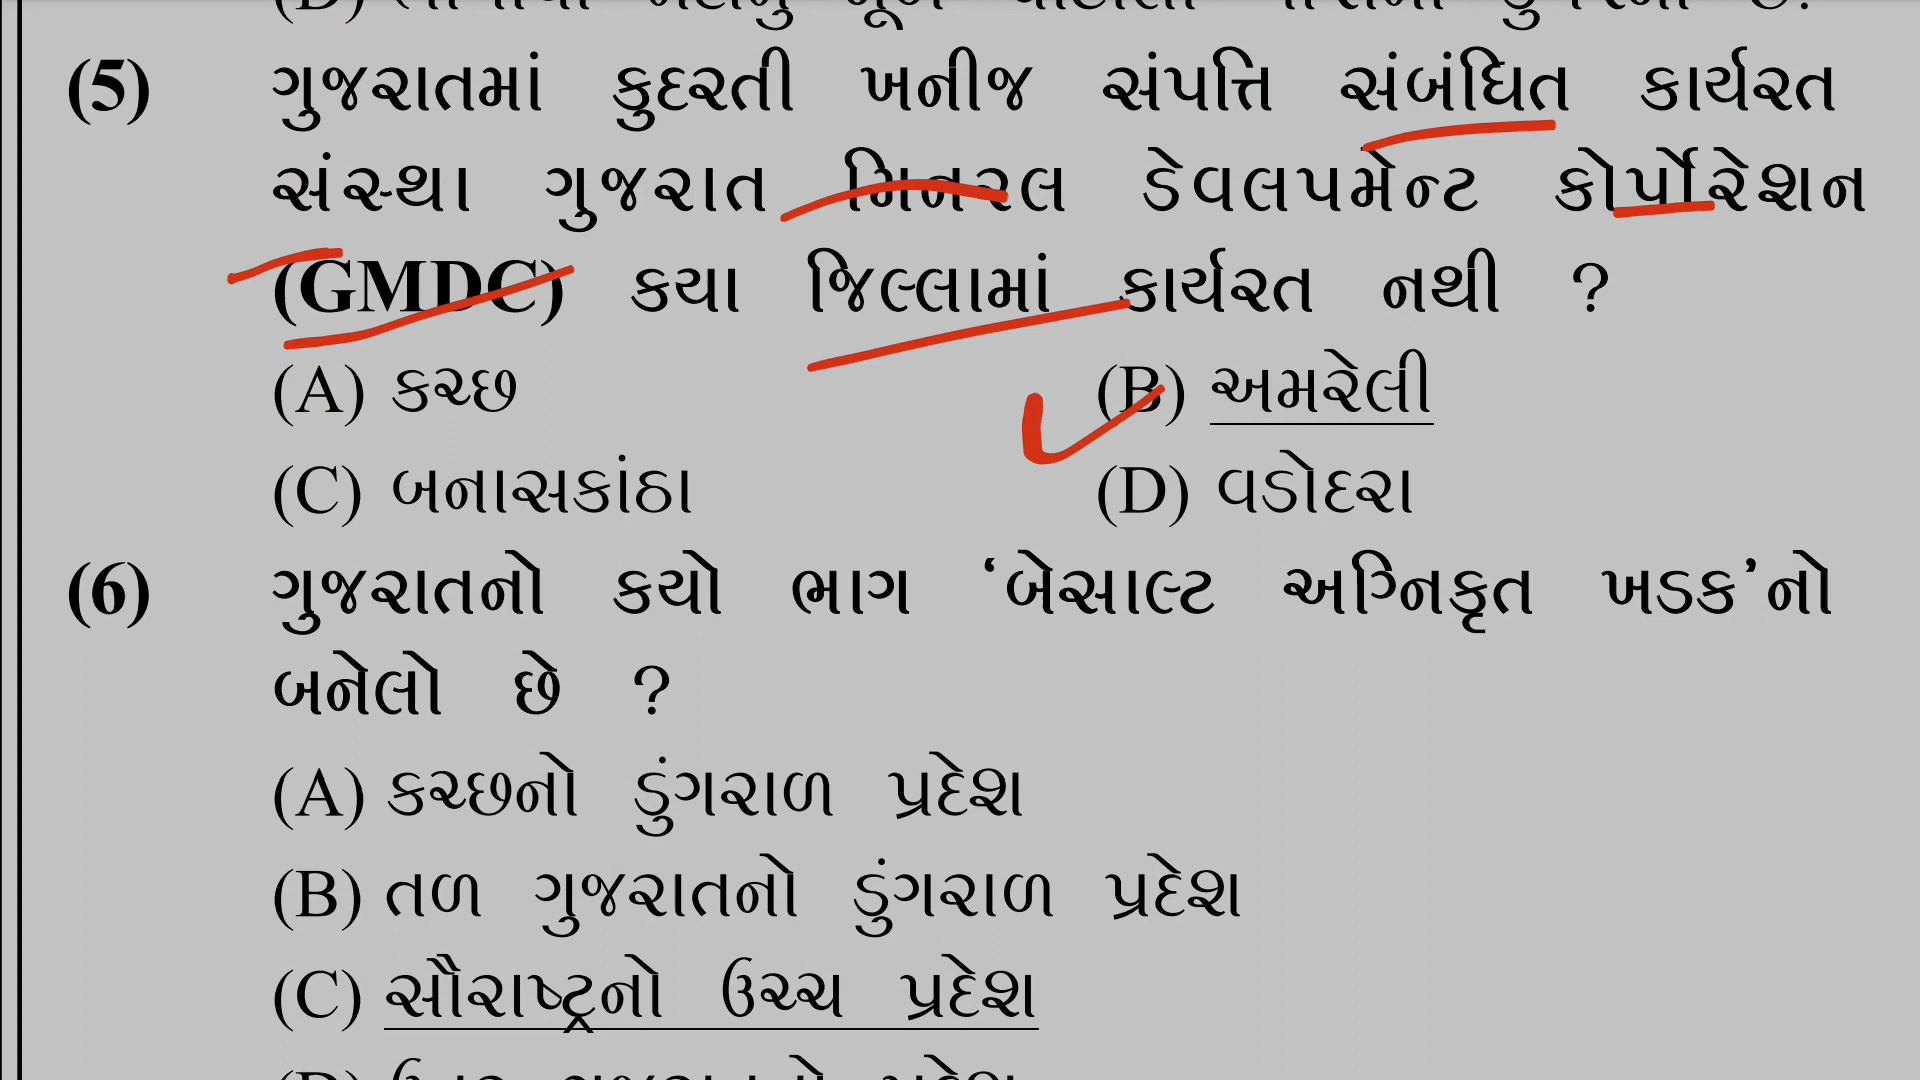 (5) ગુજરાતમાં કુદરતી ખનીજ સંપત્તિ સંબંધિત કાર્યરત
સંસ્થા ગુજરાત મિનરલ ડેવલપમેન્ટ કોર્પોરેશન
(GMDC) કયા જિલ્લામાં કાર્યરત નથી ?
(A) કચ્છ (B) અમરેલી
(C) બનાસકાંઠા (D) વડોદરા
(6) ગુજરાતનો કયો ભાગ ‘બેસાલ્ટ અગ્નિકૃત ખડક’નો
બનેલો છે ?
(A) કચ્છનો ડુંગરાળ પ્રદેશ
(B) તળ ગુજરાતનો ડુંગરાળ પ્રદેશ
(C) સૌરાષ્ટ્રનો ઉચ્ચ પ્રદેશ